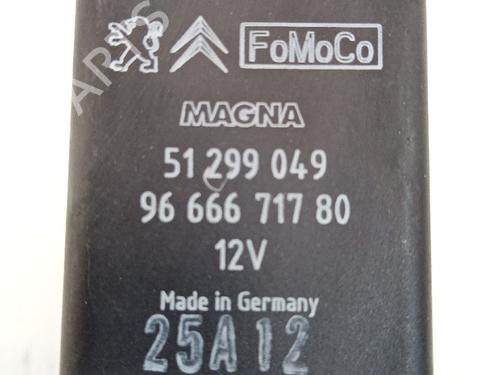 FoMoCo
MAGNA
51 299 049
96 666 717 80
12V
Made in Germany
25A12